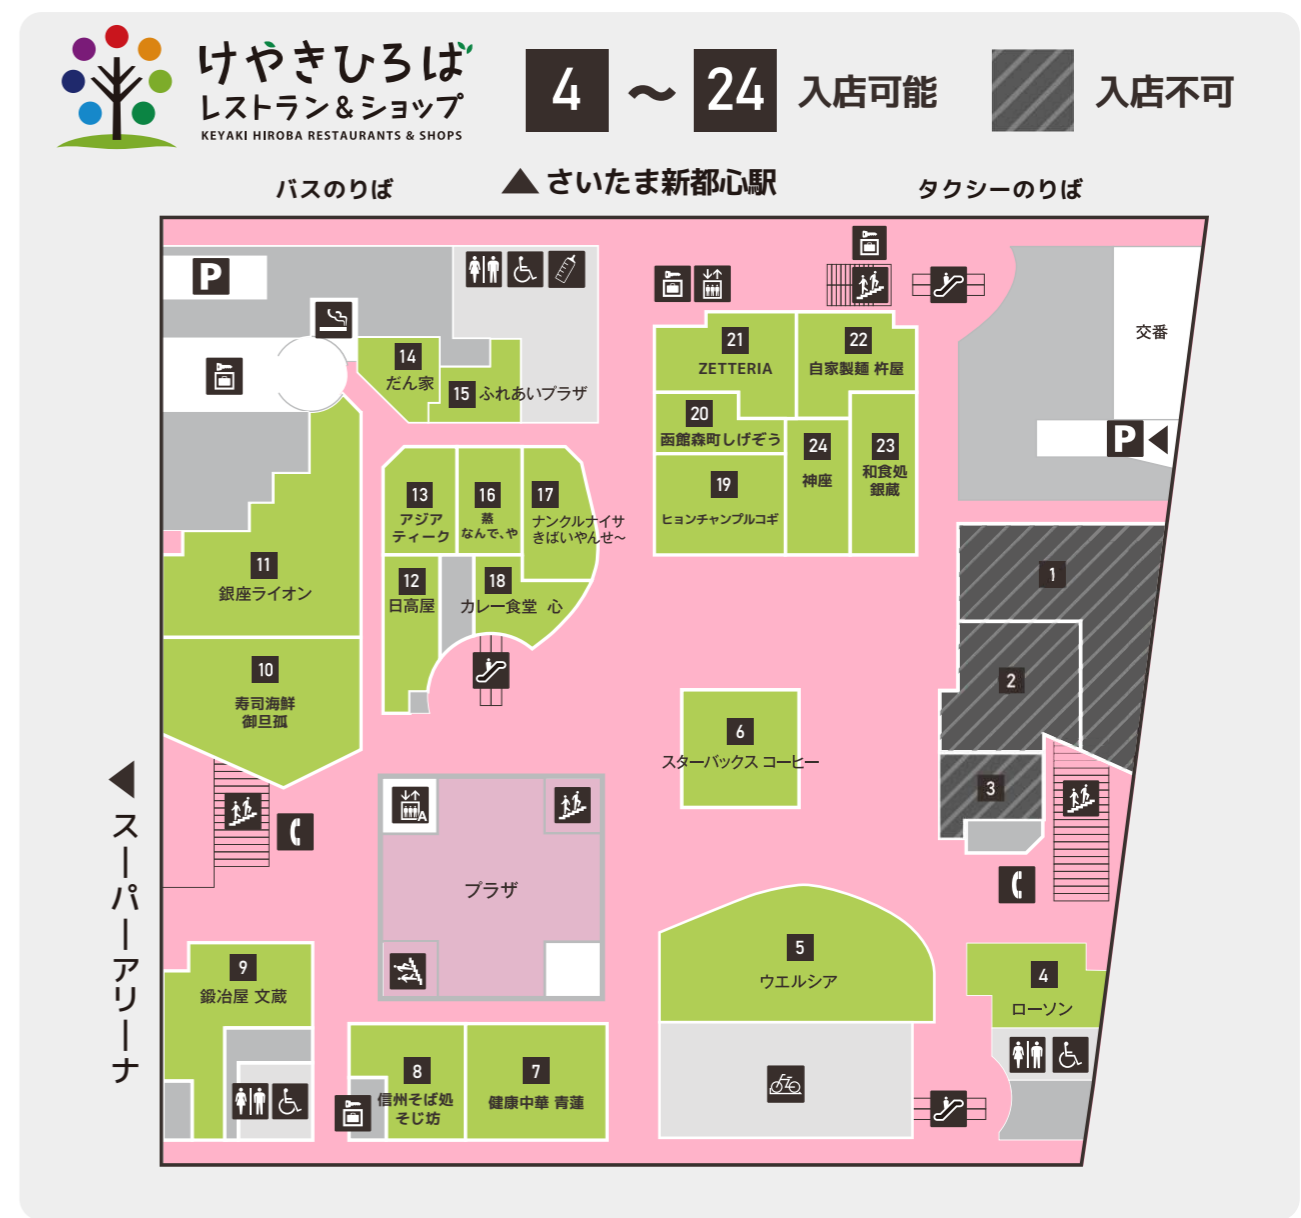 けやきひろば
レストラン&ショップ
KEYAKI HIROBA RESTAURANTS & SHOPS
4 〜 24 入店可能
入店不可
バスのりば
▲さいたま新都心駅
タクシーのりば
P
交番
P
14
だん家
15 ふれあいプラザ
21
ZETTERIA
22
自家製麺 杵屋
20
函館森町しげぞう
24
神座
23
和食処
銀蔵
19
ヒョンチャンプルコギ
13
アジア
ティーク
16
蒸
なんで、や
17
ナンクルナイサ
きばいやんせ〜
11
銀座ライオン
12
日高屋
18
カレー食堂 心
1
2
3
10
寿司海鮮
御旦孤
6
スターバックス コーヒー
◀スーパーアリーナ
A
プラザ
9
鍛冶屋 文蔵
5
ウエルシア
4
ローソン
8
信州そば処
そじ坊
7
健康中華 青蓮